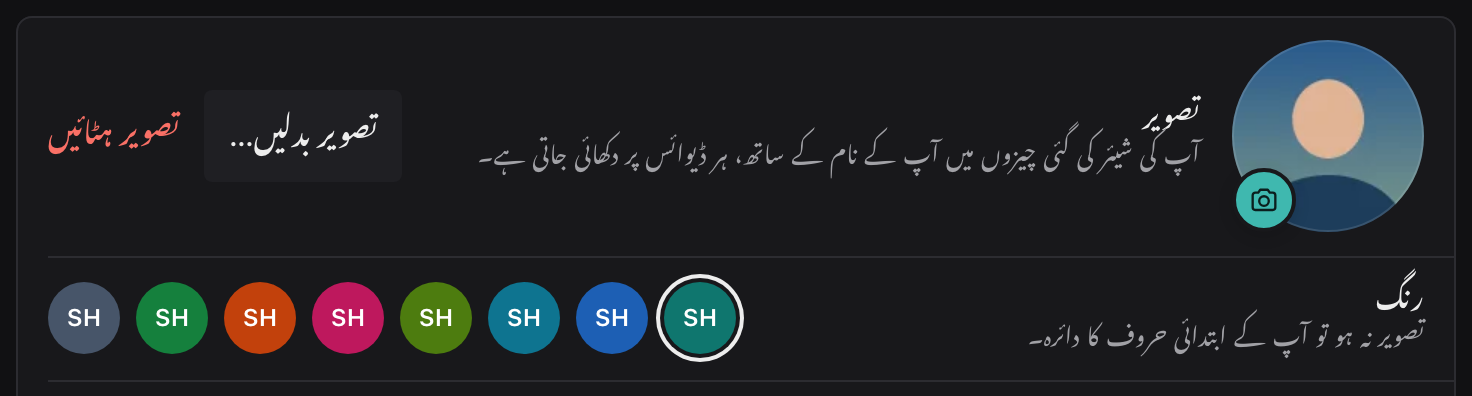 تصویر
آپ کی شیئر کی گئی چیزوں میں آپ کے نام کے ساتھ، ہر ڈیوائس پر دکھائی جاتی ہے۔
تصویر بدلیں...
تصویر ہٹائیں
رنگ
تصویر نہ ہو تو آپ کے ابتدائی حروف کا دائرہ۔
SH SH SH SH SH SH SH SH